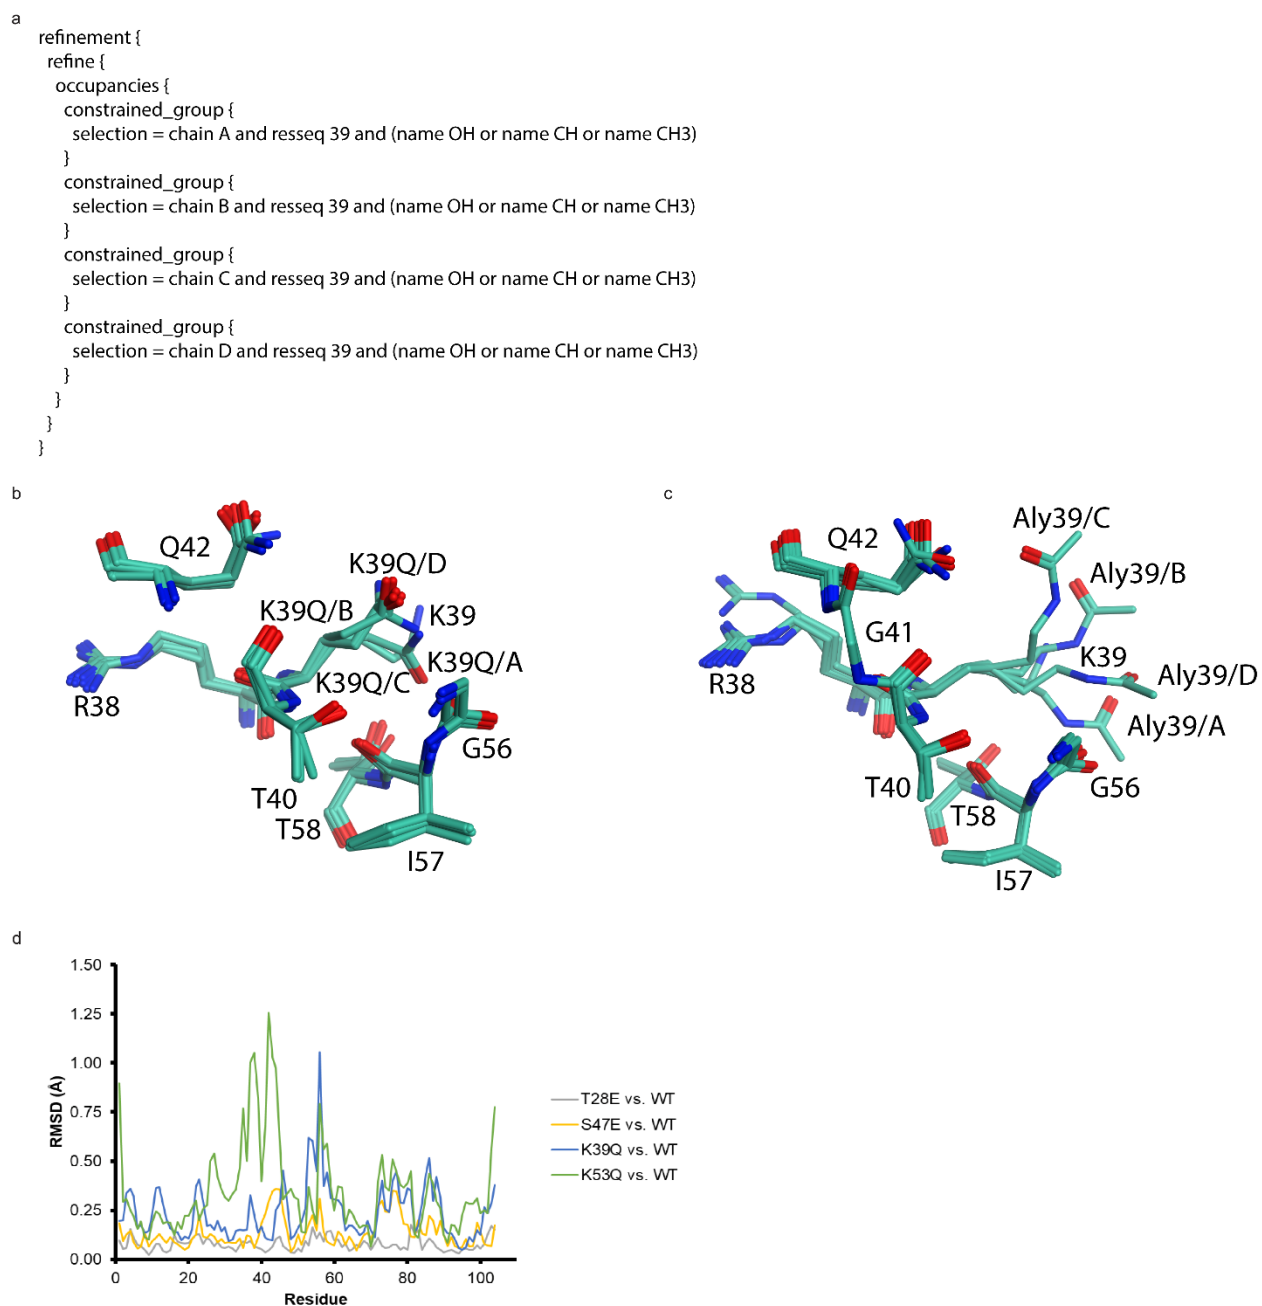 a
refinement {
refine {
occupancies {
constrained_group {
selection = chain A and resseq 39 and (name OH or name CH or name CH3)
}
constrained_group {
selection = chain B and resseq 39 and (name OH or name CH or name CH3)
}
constrained_group {
selection = chain C and resseq 39 and (name OH or name CH or name CH3)
}
constrained_group {
selection = chain D and resseq 39 and (name OH or name CH or name CH3)
}
}
}
}
b
Q42
K39Q/D
K39Q/B
K39
K39Q/A
K39Q/C
R38
G56
T40
T58
I57
c
Aly39/C
Q42
Aly39/B
G41
K39
R38
Aly39/D
Aly39/A
T40
G56
T58
I57
d
1.50
1.25
1.00
0.75
0.50
0.25
0.00
RMSD (Å)
0 20 40 60 80 100
Residue
T28E vs. WT
S47E vs. WT
K39Q vs. WT
K53Q vs. WT